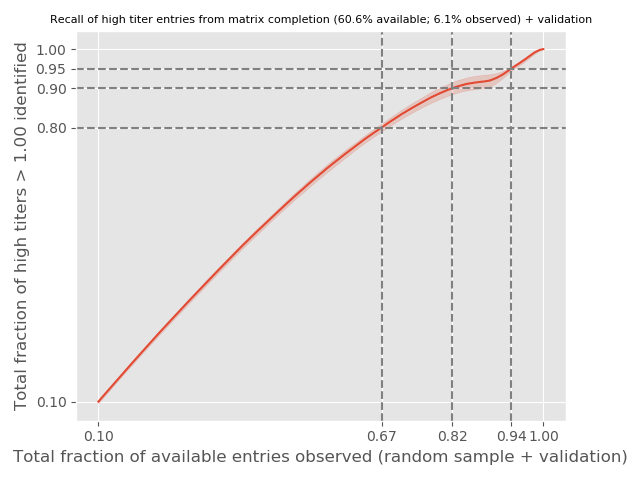 Recall of high titer entries from matrix completion (60.6% available; 6.1% observed) + validation
Total fraction of high titers > 1.00 identified
1.00
0.95
0.90
0.80
0.10
0.10 0.67 0.82 0.94 1.00
Total fraction of available entries observed (random sample + validation)